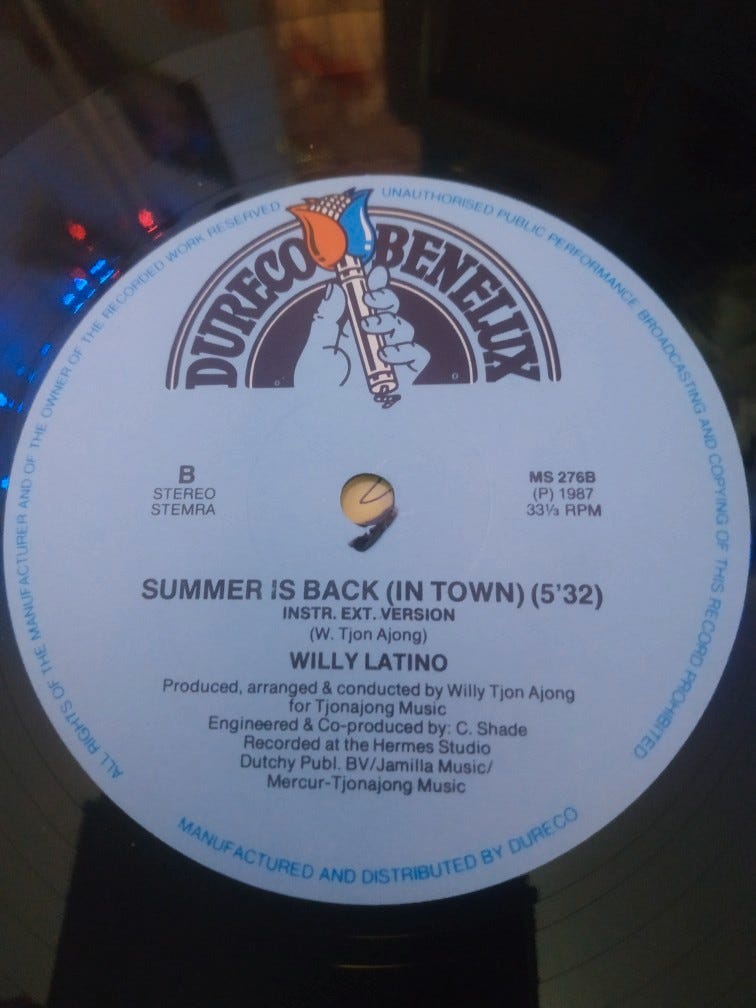 ALL RIGHTS OF THE MANUFACTURER AND OF THE OWNER OF THE RECORDED WORK RESERVED
UNAUTHORISED PUBLIC PERFORMANCE BROADCASTING AND COPYING OF THIS RECORD PROHIBITED
DURECO BENELUX
B
STEREO
STEMRA
MS 276B
(P) 1987
33⅓ RPM
SUMMER IS BACK (IN TOWN) (5'32)
INSTR. EXT. VERSION
(W. Tjon Ajong)
WILLY LATINO
Produced, arranged & conducted by Willy Tjon Ajong
for Tjonajong Music
Engineered & Co-produced by: C. Shade
Recorded at the Hermes Studio
Dutchy Publ. BV/Jamilla Music/
Mercur-Tjonajong Music
MANUFACTURED AND DISTRIBUTED BY DURECO